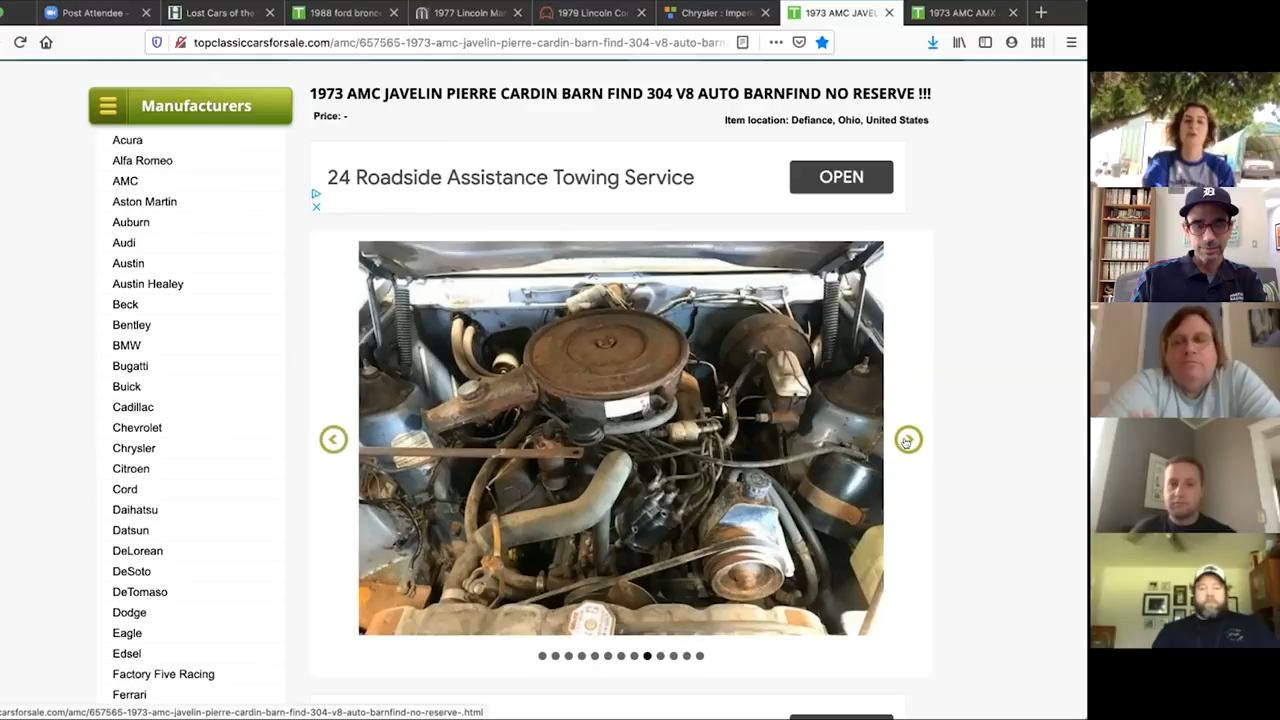 Post Attendee -
Lost Cars of the
1988 ford bronc
1977 Lincoln Ma
1979 Lincoln Co
Chrysler : Imperi
1973 AMC JAVEL
1973 AMC AMX
topclassiccarsforsale.com/amc/657565-1973-amc-javelin-pierre-cardin-barn-find-304-v8-auto-barn
Manufacturers
Acura
Alfa Romeo
AMC
Aston Martin
Auburn
Audi
Austin
Austin Healey
Beck
Bentley
BMW
Bugatti
Buick
Cadillac
Chevrolet
Chrysler
Citroen
Cord
Daihatsu
Datsun
DeLorean
DeSoto
DeTomaso
Dodge
Eagle
Edsel
Factory Five Racing
Ferrari
1973 AMC JAVELIN PIERRE CARDIN BARN FIND 304 V8 AUTO BARNFIND NO RESERVE !!!
Price: -
Item location: Defiance, Ohio, United States
24 Roadside Assistance Towing Service
OPEN
carsforsale.com/amc/657565-1973-amc-javelin-pierre-cardin-barn-find-304-v8-auto-barnfind-no-reserve-.html